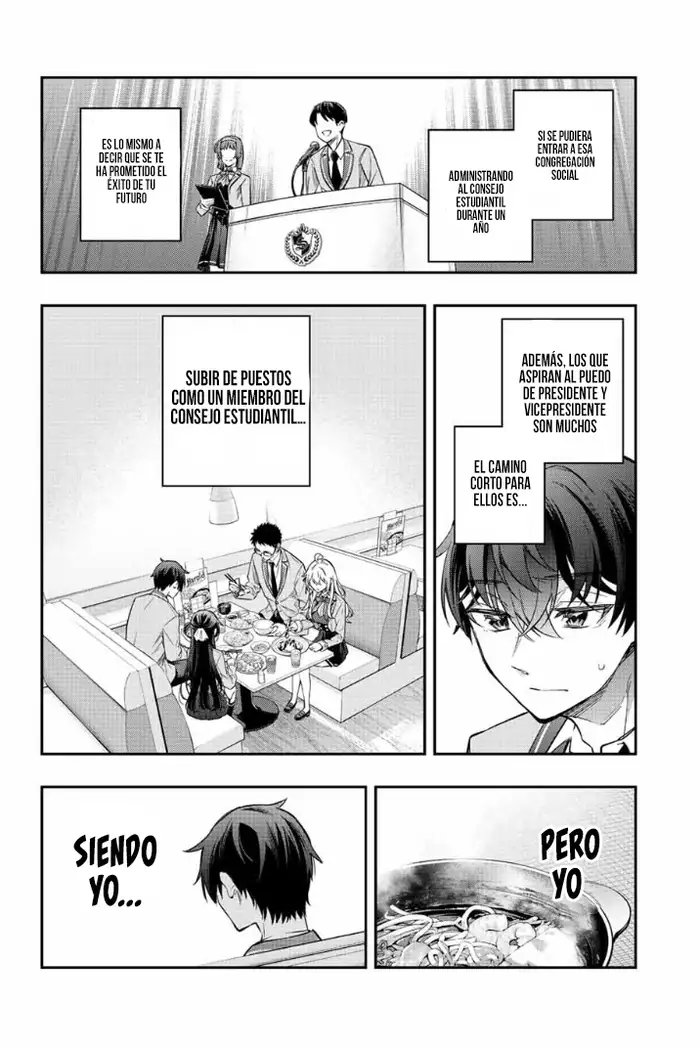 SI SE PUDIERA
ENTRAR A ESA
CONGREGACIÓN
SOCIAL
ADMINISTRANDO
AL CONSEJO
ESTUDIANTIL
DURANTE UN
AÑO
ES LO MISMO A
DECIR QUE SE TE
HA PROMETIDO EL
ÉXITO DE TU
FUTURO
ADEMÁS, LOS QUE
ASPIRAN AL PUEDO
DE PRESIDENTE Y
VICEPRESIDENTE
SON MUCHOS
EL CAMINO
CORTO PARA
ELLOS ES...
SUBIR DE PUESTOS
COMO UN MIEMBRO DEL
CONSEJO ESTUDIANTIL...
PERO
YO
SIENDO
YO...